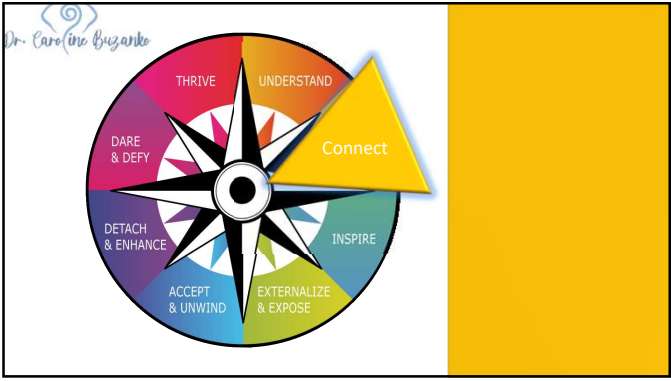 Dr. Caroline Buzanko
THRIVE
UNDERSTAND
Connect
INSPIRE
EXTERNALIZE
& EXPOSE
ACCEPT
& UNWIND
DETACH
& ENHANCE
DARE
& DEFY